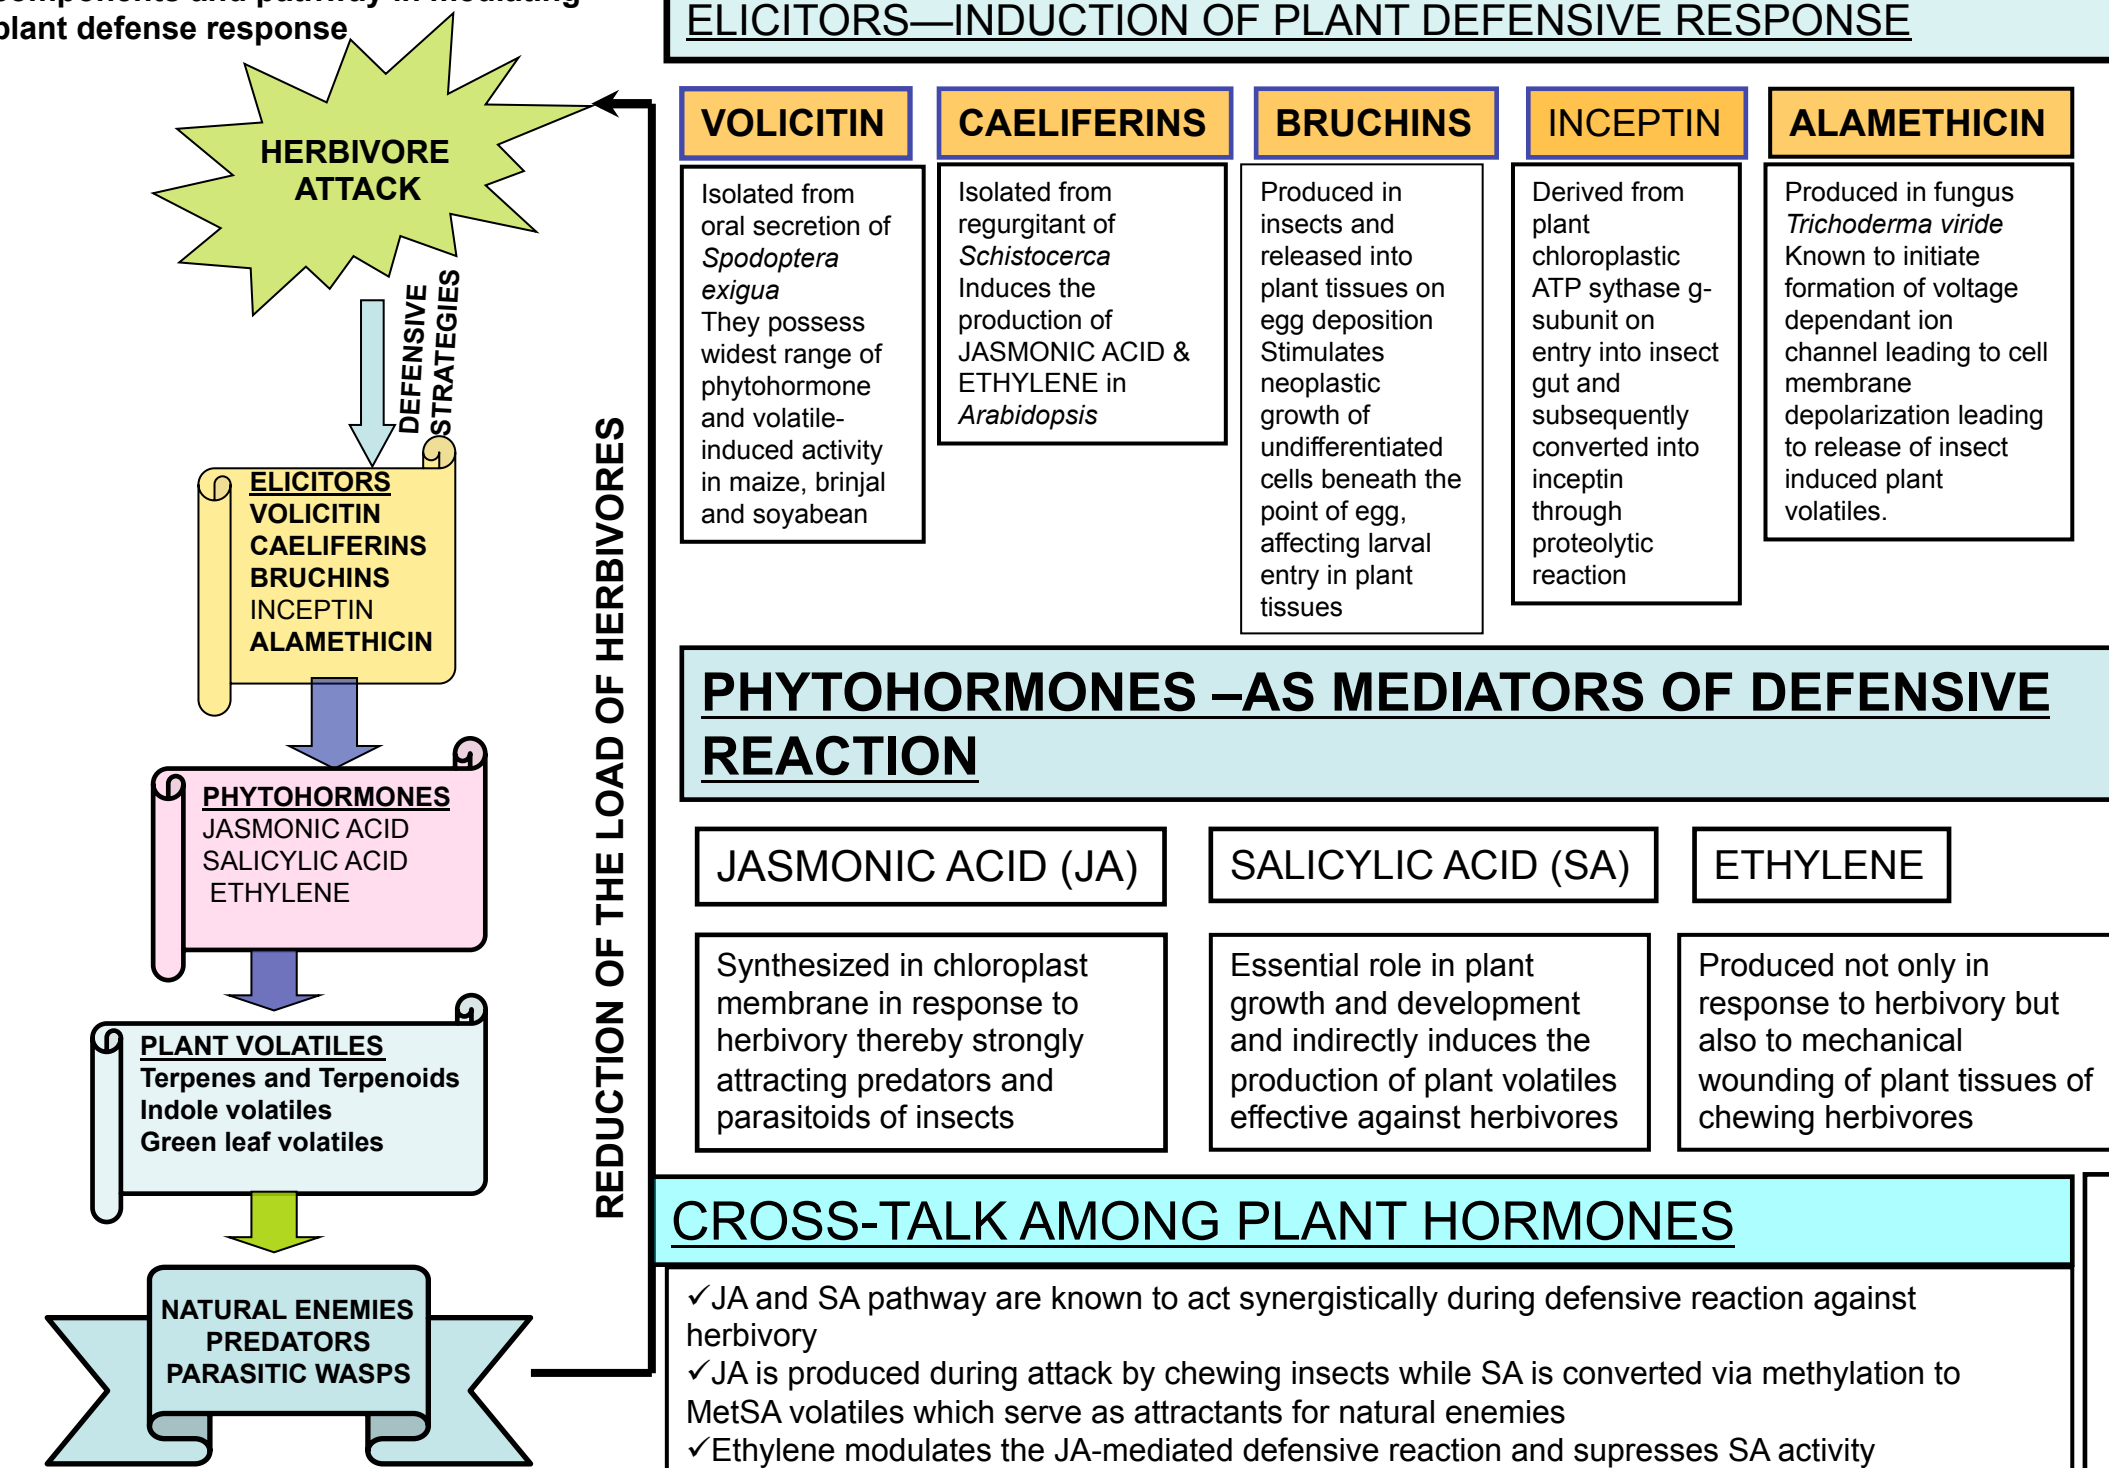 components and pathway in mediating
plant defense response
HERBIVORE
ATTACK
DEFENSIVE
STRATEGIES
ELICITORS
VOLICITIN
CAELIFERINS
BRUCHINS
INCEPTIN
ALAMETHICIN
PHYTOHORMONES
JASMONIC ACID
SALICYLIC ACID
ETHYLENE
PLANT VOLATILES
Terpenes and Terpenoids
Indole volatiles
Green leaf volatiles
NATURAL ENEMIES
PREDATORS
PARASITIC WASPS
REDUCTION OF THE LOAD OF HERBIVORES
ELICITORS—INDUCTION OF PLANT DEFENSIVE RESPONSE
VOLICITIN
Isolated from
oral secretion of
Spodoptera
exigua
They possess
widest range of
phytohormone
and volatile-
induced activity
in maize, brinjal
and soyabean
CAELIFERINS
Isolated from
regurgitant of
Schistocerca
Induces the
production of
JASMONIC ACID &
ETHYLENE in
Arabidopsis
BRUCHINS
Produced in
insects and
released into
plant tissues on
egg deposition
Stimulates
neoplastic
growth of
undifferentiated
cells beneath the
point of egg,
affecting larval
entry in plant
tissues
INCEPTIN
Derived from
plant
chloroplastic
ATP sythase g-
subunit on
entry into insect
gut and
subsequently
converted into
inceptin
through
proteolytic
reaction
ALAMETHICIN
Produced in fungus
Trichoderma viride
Known to initiate
formation of voltage
dependant ion
channel leading to cell
membrane
depolarization leading
to release of insect
induced plant
volatiles.
PHYTOHORMONES –AS MEDIATORS OF DEFENSIVE
REACTION
JASMONIC ACID (JA)
Synthesized in chloroplast
membrane in response to
herbivory thereby strongly
attracting predators and
parasitoids of insects
SALICYLIC ACID (SA)
Essential role in plant
growth and development
and indirectly induces the
production of plant volatiles
effective against herbivores
ETHYLENE
Produced not only in
response to herbivory but
also to mechanical
wounding of plant tissues of
chewing herbivores
CROSS-TALK AMONG PLANT HORMONES
✓JA and SA pathway are known to act synergistically during defensive reaction against
herbivory
✓JA is produced during attack by chewing insects while SA is converted via methylation to
MetSA volatiles which serve as attractants for natural enemies
✓Ethylene modulates the JA-mediated defensive reaction and supresses SA activity